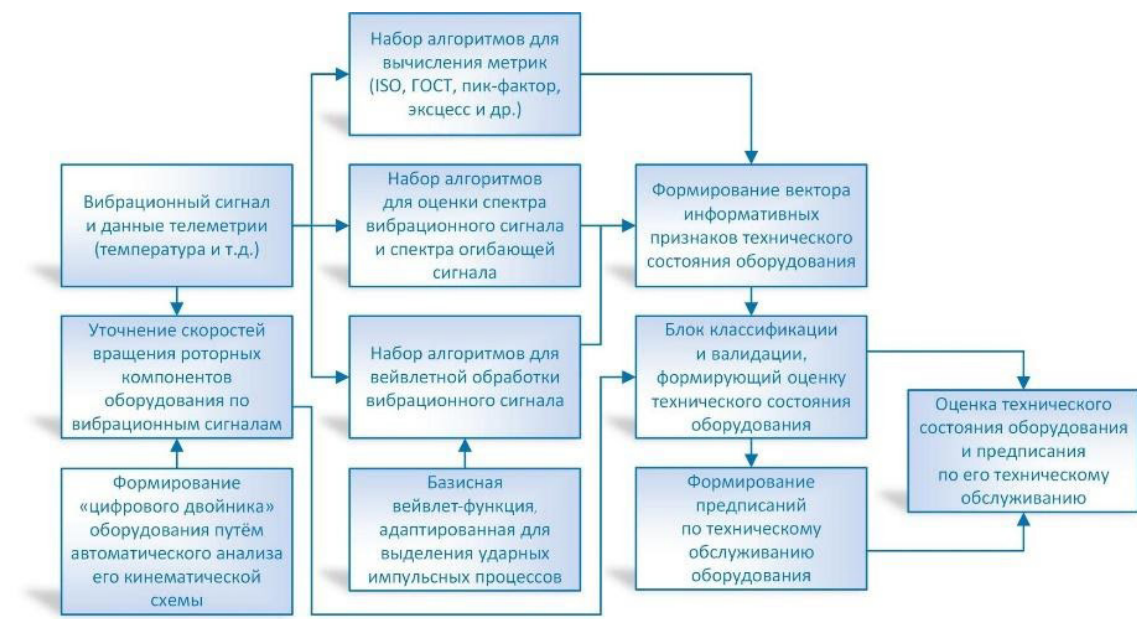 Набор алгоритмов для
вычисления метрик
(ISO, ГОСТ, пик-фактор,
эксцесс и др.)
Вибрационный сигнал
и данные телеметрии
(температура и т.д.)
Набор алгоритмов
для оценки спектра
вибрационного сигнала
и спектра огибающей
сигнала
Формирование вектора
информативных
признаков технического
состояния оборудования
Уточнение скоростей
вращения роторных
компонентов
оборудования по
вибрационным сигналам
Набор алгоритмов для
вейвлетной обработки
вибрационного сигнала
Блок классификации
и валидации,
формирующий оценку
технического состояния
оборудования
Оценка технического
состояния оборудования
и предписания
по его техническому
обслуживанию
Формирование
«цифрового двойника»
оборудования путём
автоматического анализа
его кинематической
схемы
Базисная
вейвлет-функция,
адаптированная для
выделения ударных
импульсных процессов
Формирование
предписаний
по техническому
обслуживанию
оборудования